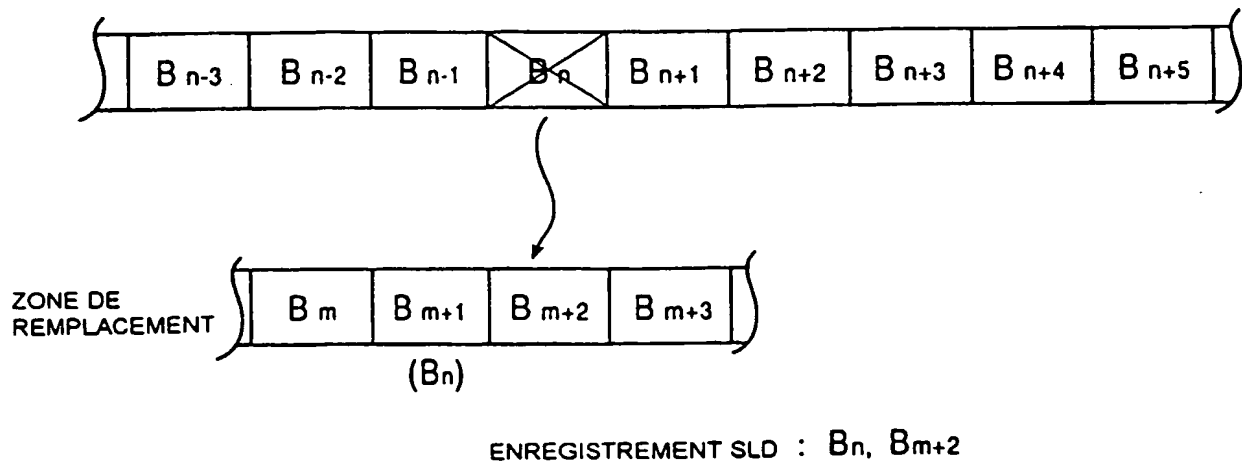 B n-3 B n-2 B n-1 B n B n+1 B n+2 B n+3 B n+4 B n+5
ZONE DE
REMPLACEMENT
B m B m+1 B m+2 B m+3
(Bn)
ENREGISTREMENT SLD : Bn, Bm+2